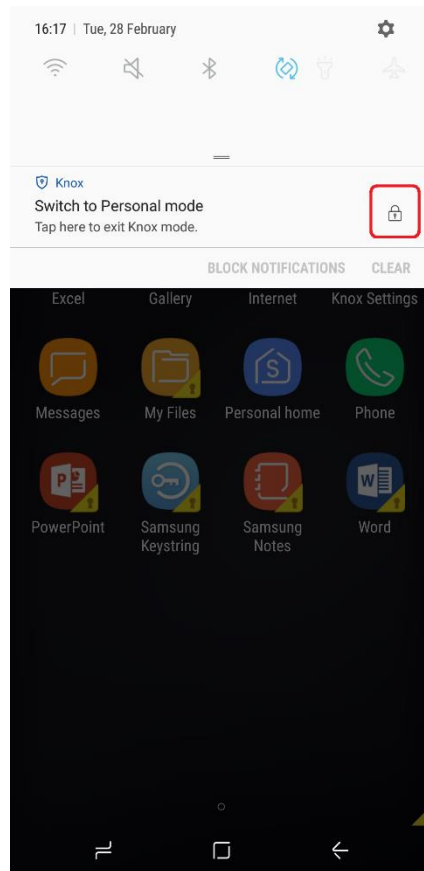 16:17 | Tue, 28 February
Knox
Switch to Personal mode
Tap here to exit Knox mode.
BLOCK NOTIFICATIONS CLEAR
Excel Gallery Internet Knox Settings
S
Messages My Files Personal home Phone
P W
PowerPoint Samsung Samsung Word
Keystring Notes